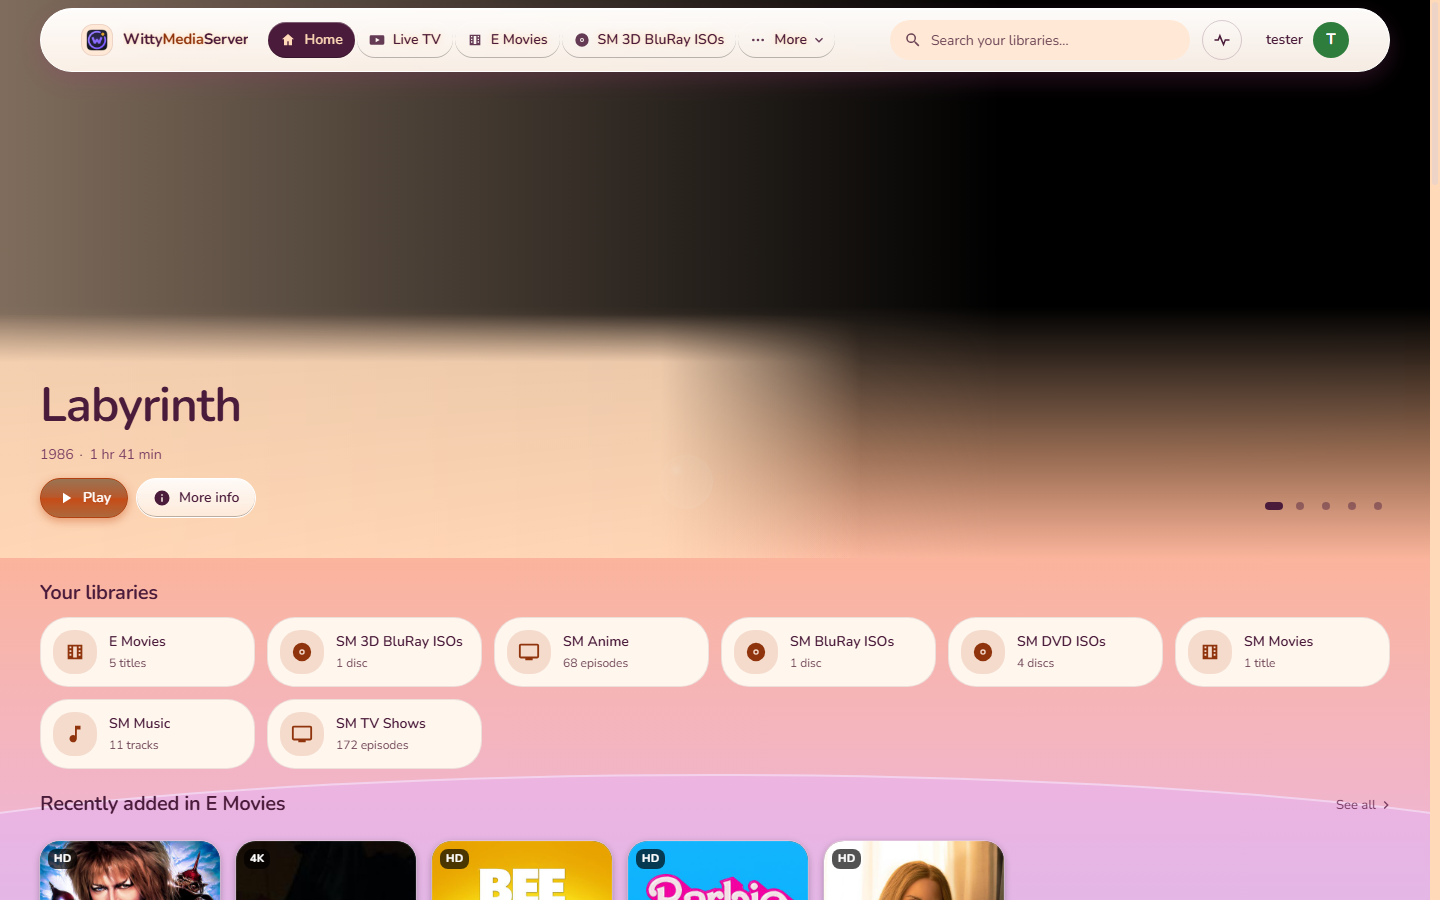 WittyMediaServer
Home
Live TV
E Movies
SM 3D BluRay ISOs
More
Search your libraries...
tester
T
Labyrinth
1986 · 1 hr 41 min
Play
More info
Your libraries
E Movies
5 titles
SM 3D BluRay ISOs
1 disc
SM Anime
68 episodes
SM BluRay ISOs
1 disc
SM DVD ISOs
4 discs
SM Movies
1 title
SM Music
11 tracks
SM TV Shows
172 episodes
Recently added in E Movies
See all
HD
4K
HD
BEE
HD
Barbie
HD